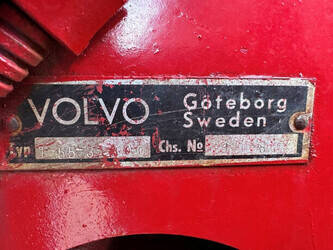 VOLVO Göteborg
Sweden
Typ Chs. Nº